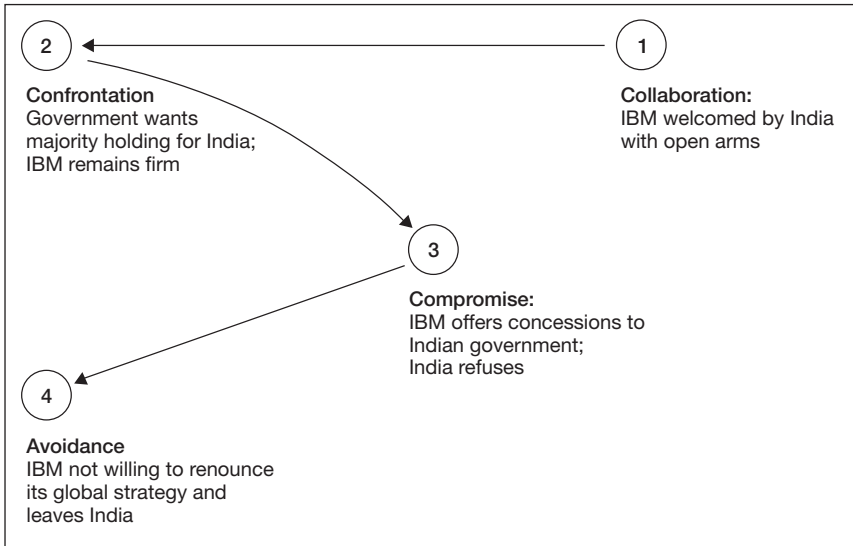 2
Confrontation
Government wants
majority holding for India;
IBM remains firm
1
Collaboration:
IBM welcomed by India
with open arms
3
Compromise:
IBM offers concessions to
Indian government;
India refuses
4
Avoidance
IBM not willing to renounce
its global strategy and
leaves India